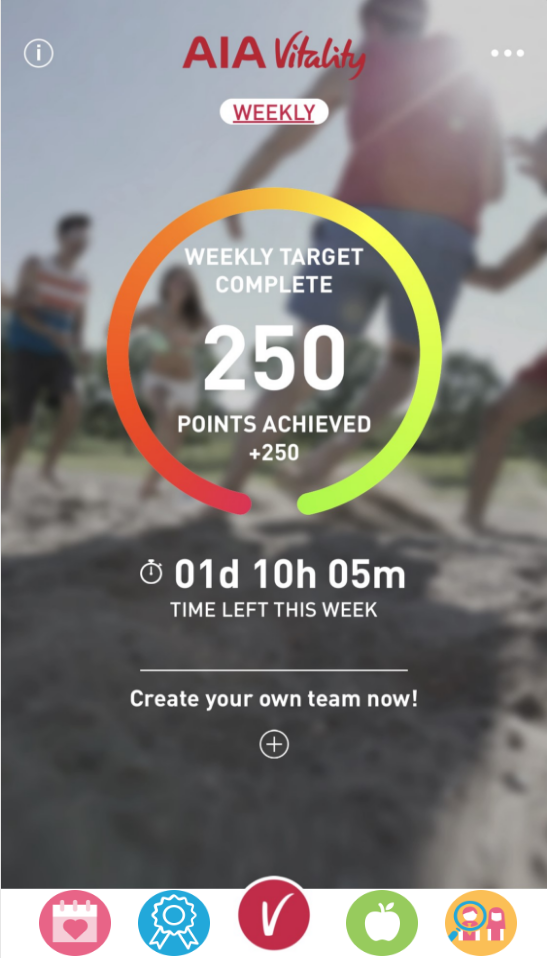 AIA Vitality
WEEKLY
WEEKLY TARGET
COMPLETE
250
POINTS ACHIEVED
+250
01d 10h 05m
TIME LEFT THIS WEEK
Create your own team now!